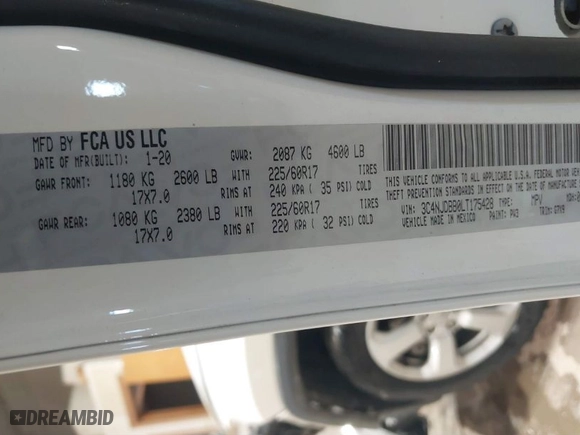 MFD BY FCA US LLC
DATE OF MFR(BUILT): 1-20 GVWR: 2087 KG 4600 LB
GAWR FRONT: 1180 KG 2600 LB WITH 225/60R17 TIRES
17X7.0 RIMS AT 240 KPA ( 35 PSI) COLD
GAWR REAR: 1080 KG 2380 LB WITH 225/60R17 TIRES
17X7.0 RIMS AT 220 KPA ( 32 PSI) COLD
THIS VEHICLE CONFORMS TO ALL APPLICABLE U.S.A. FEDERAL MOTOR
THEFT PREVENTION STANDARDS IN EFFECT ON THE DATE OF
VIN: 3C4NJDBB0LT175428 TYPE: MPV
VEHICLE MADE IN MEXICO PAINT: PW3
DREAMBID